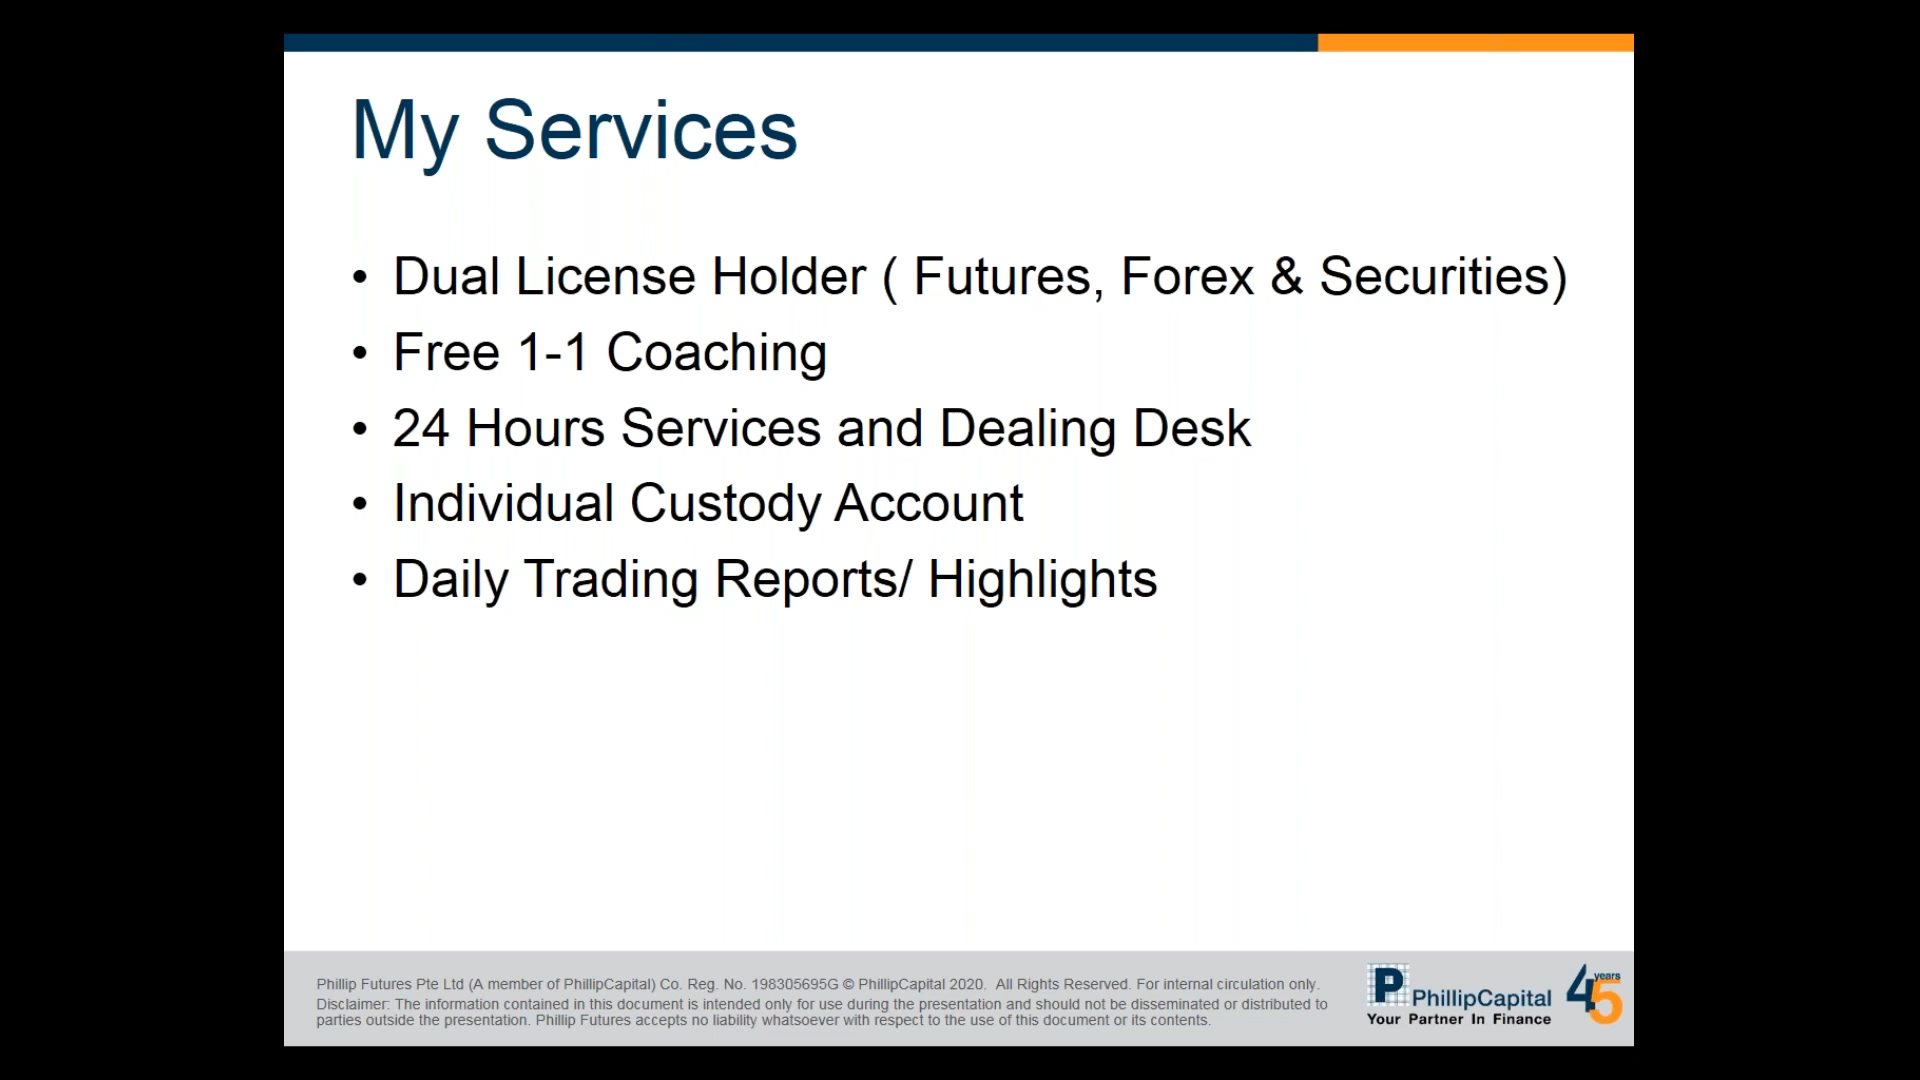 My Services
• Dual License Holder ( Futures, Forex & Securities)
• Free 1-1 Coaching
• 24 Hours Services and Dealing Desk
• Individual Custody Account
• Daily Trading Reports/ Highlights
Phillip Futures Pte Ltd (A member of PhillipCapital) Co. Reg. No. 198305695G © PhillipCapital 2020.  All Rights Reserved. For internal circulation only.
Disclaimer: The information contained in this document is intended only for use during the presentation and should not be disseminated or distributed to
parties outside the presentation. Phillip Futures accepts no liability whatsoever with respect to the use of this document or its contents.
P PhillipCapital
Your Partner In Finance
45 years